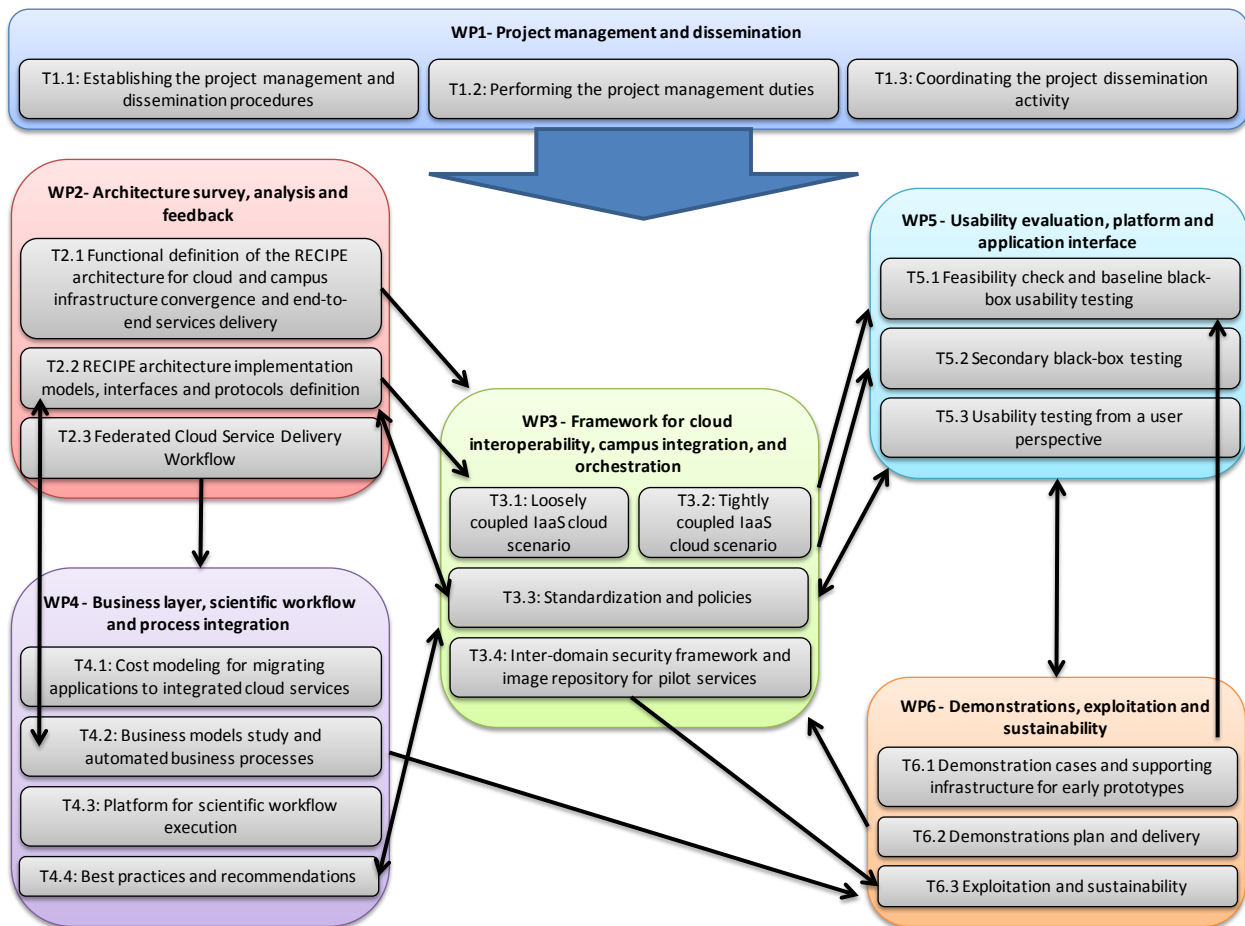 WP1- Project management and dissemination
T1.1: Establishing the project management and
dissemination procedures
T1.2: Performing the project management duties
T1.3: Coordinating the project dissemination
activity
WP2- Architecture survey, analysis and
feedback
T2.1 Functional definition of the RECIPE
architecture for cloud and campus
infrastructure convergence and end-to-
end services delivery
T2.2 RECIPE architecture implementation
models, interfaces and protocols definition
T2.3 Federated Cloud Service Delivery
Workflow
WP3 - Framework for cloud
interoperability, campus integration, and
orchestration
T3.1: Loosely
coupled IaaS cloud
scenario
T3.2: Tightly
coupled IaaS
cloud scenario
T3.3: Standardization and policies
T3.4: Inter-domain security framework and
image repository for pilot services
WP4 - Business layer, scientific workflow
and process integration
T4.1: Cost modeling for migrating
applications to integrated cloud services
T4.2: Business models study and
automated business processes
T4.3: Platform for scientific workflow
execution
T4.4: Best practices and recommendations
WP5 - Usability evaluation, platform and
application interface
T5.1 Feasibility check and baseline black-
box usability testing
T5.2 Secondary black-box testing
T5.3 Usability testing from a user
perspective
WP6 - Demonstrations, exploitation and
sustainability
T6.1 Demonstration cases and supporting
infrastructure for early prototypes
T6.2 Demonstrations plan and delivery
T6.3 Exploitation and sustainability